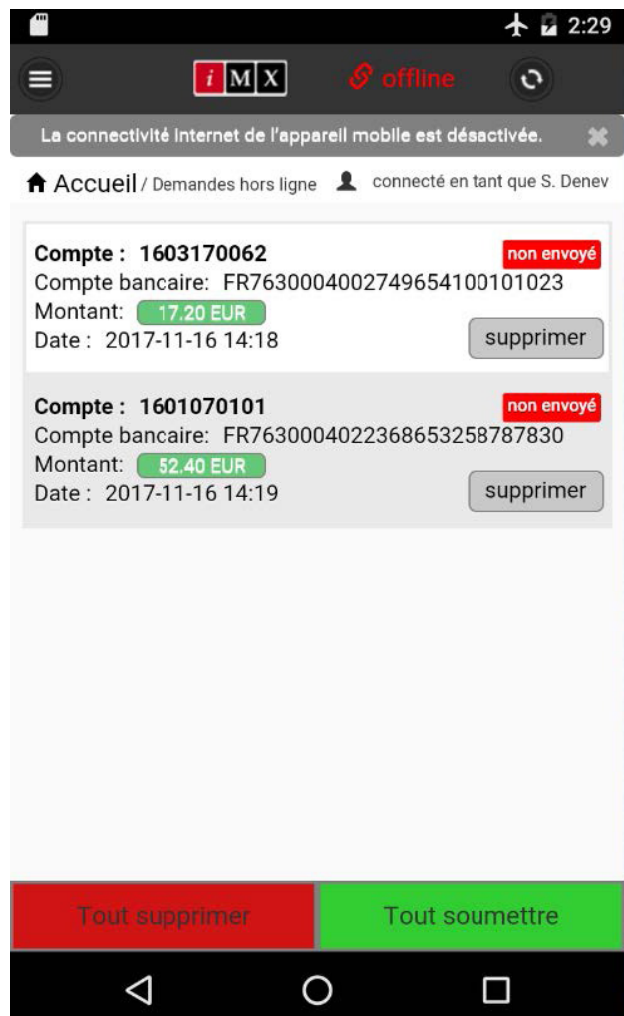 2:29
iMX offline
La connectivité internet de l'appareil mobile est désactivée.
Accueil / Demandes hors ligne connecté en tant que S. Denev
Compte : 1603170062 non envoyé
Compte bancaire: FR7630004002749654100101023
Montant: 17.20 EUR
Date : 2017-11-16 14:18 supprimer
Compte : 1601070101 non envoyé
Compte bancaire: FR7630004022368653258787830
Montant: 52.40 EUR
Date : 2017-11-16 14:19 supprimer
Tout supprimer Tout soumettre